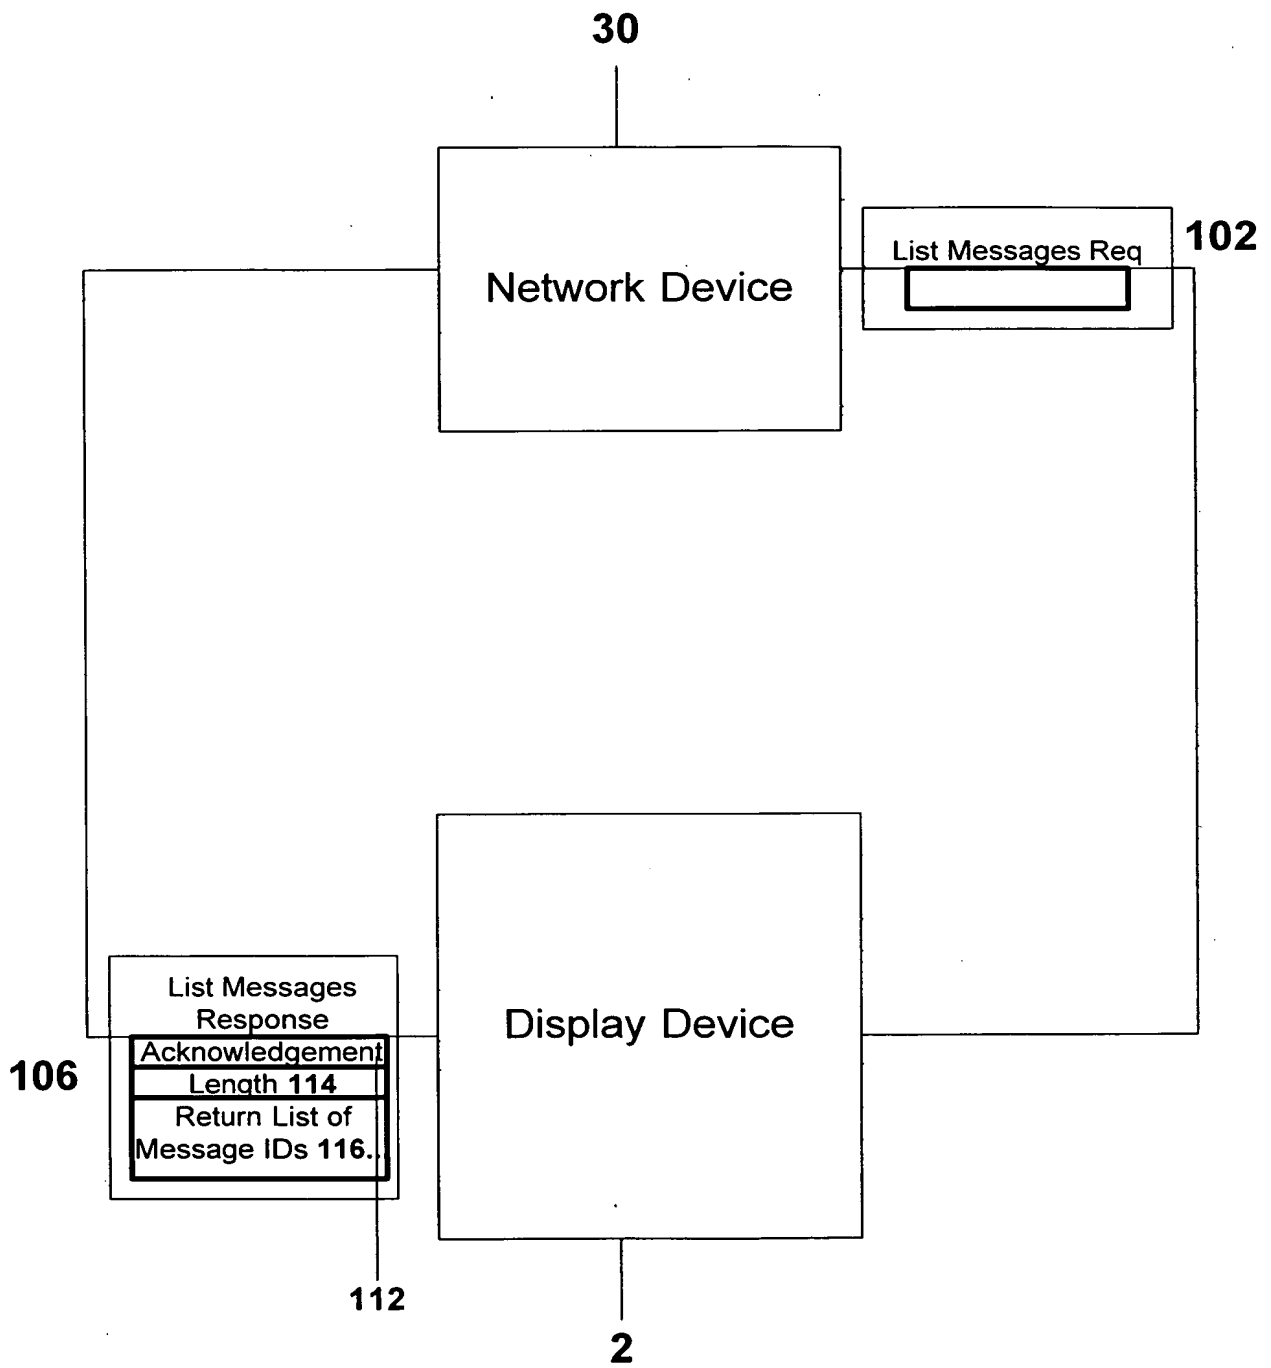 30
Network Device
List Messages Req
102
List Messages
Response
Acknowledgement
Length 114
Return List of
Message IDs 116..
106
112
Display Device
2